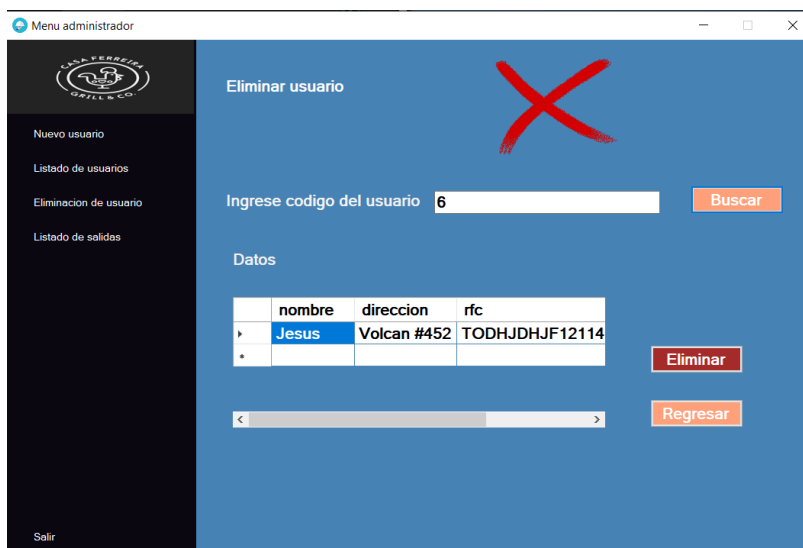 Menu administrador
CASA FERREIRA
GRILL & CO.
Nuevo usuario
Listado de usuarios
Eliminacion de usuario
Listado de salidas
Salir
Eliminar usuario
Ingrese codigo del usuario 6 Buscar
Datos
nombre direccion rfc
Jesus Volcan #452 TODHJDHJF12114
Eliminar
Regresar